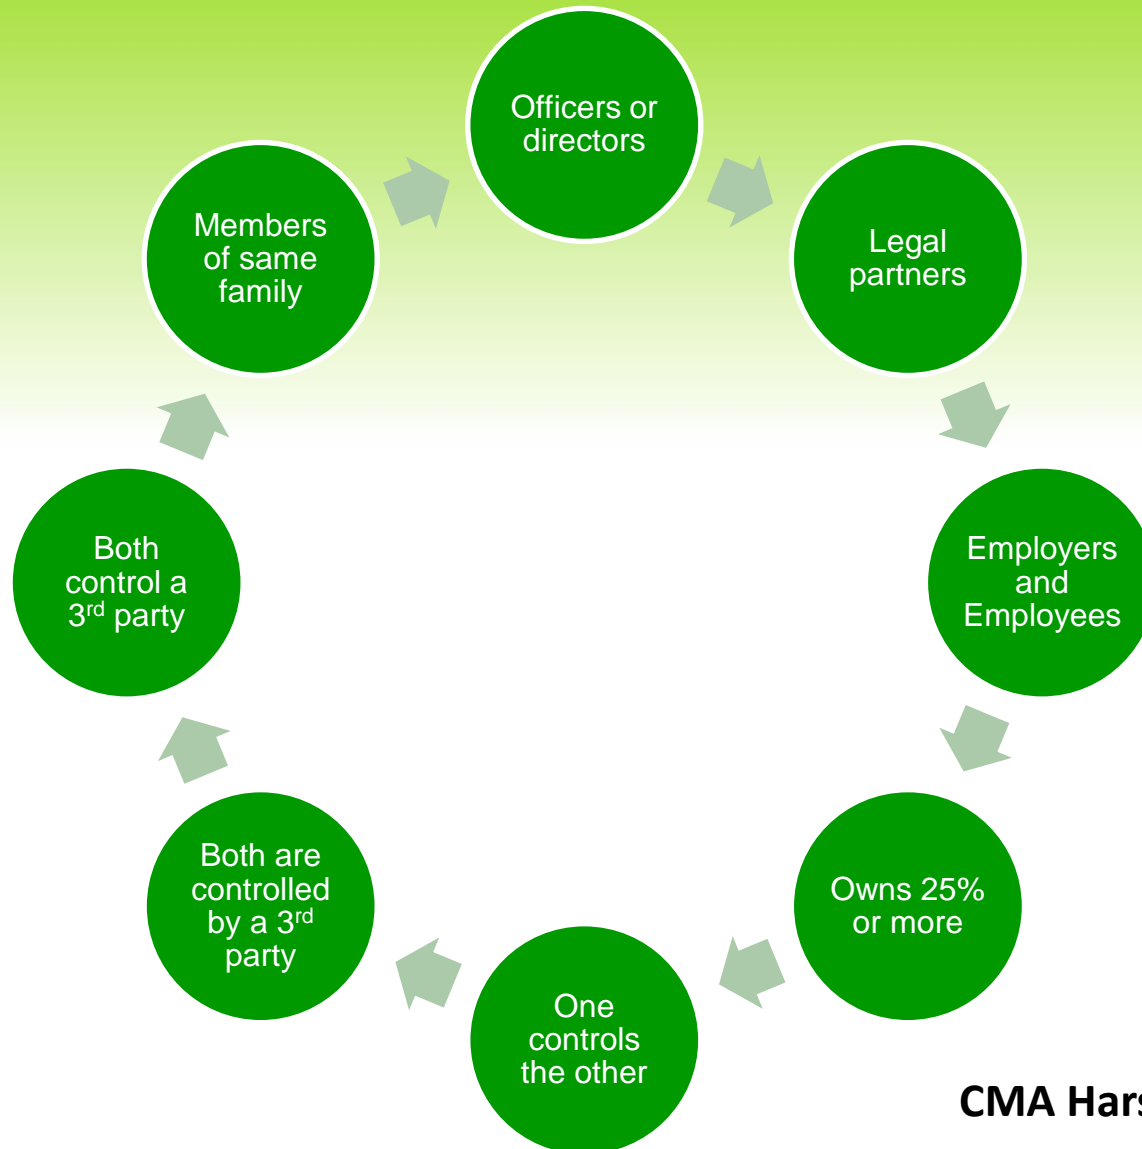 Officers or
directors
Legal
partners
Employers
and
Employees
Owns 25%
or more
One
controls
the other
Both are
controlled
by a 3rd
party
Both
control a
3rd party
Members
of same
family
CMA Hars